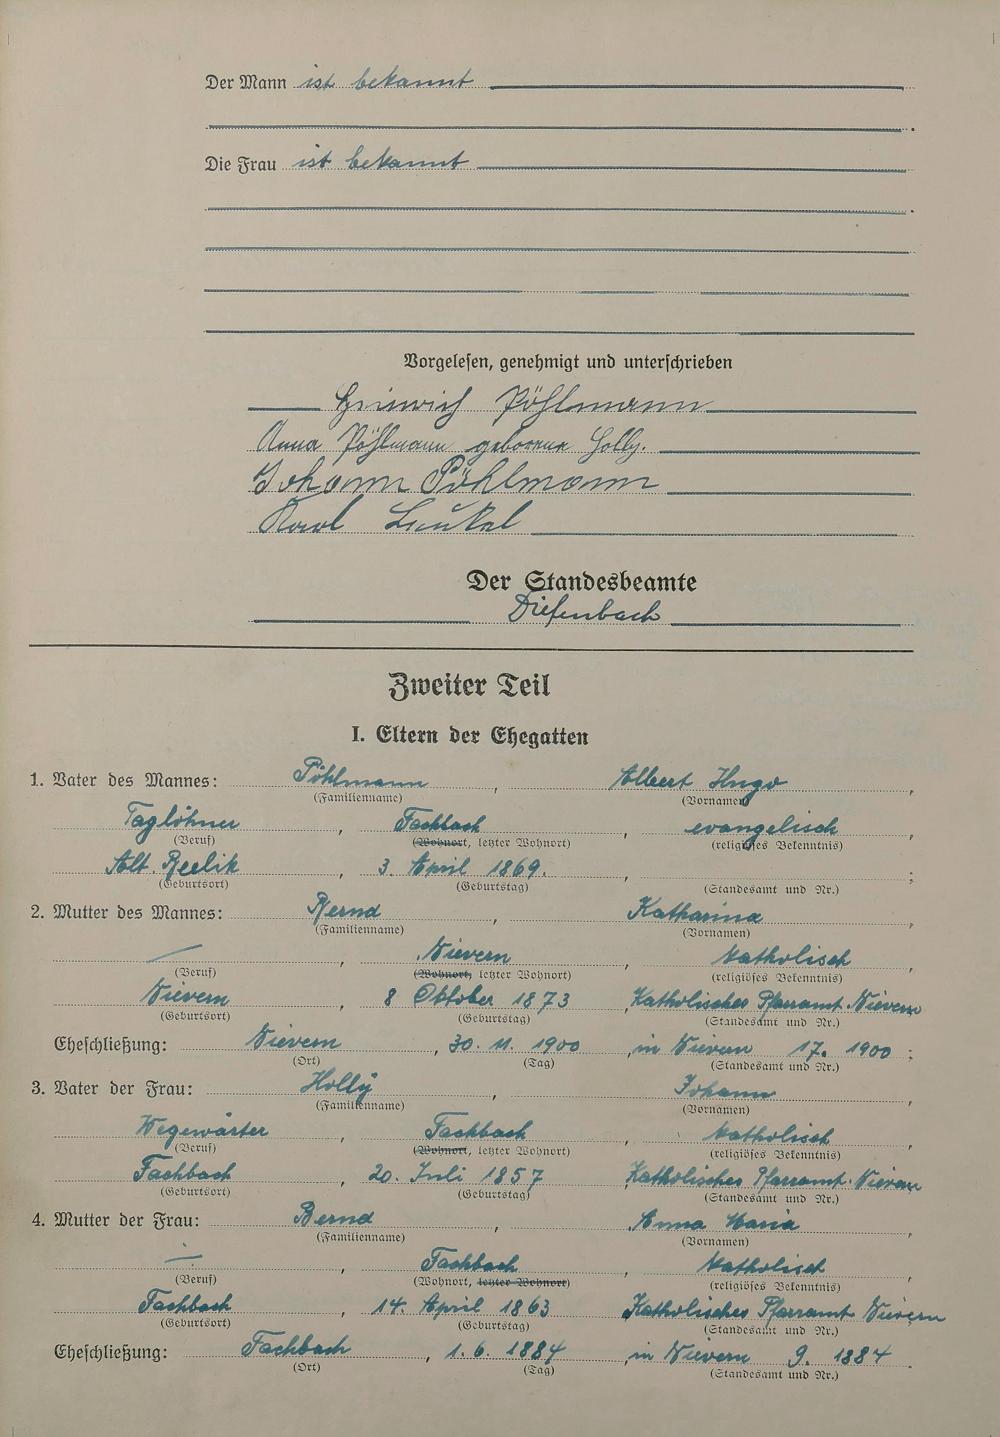 Der Mann ist bekannt
Die Frau ist bekannt
Vorgelesen, genehmigt und unterschrieben
Heinrich Pöhlmann
Anna Pöhlmann geborene Holly.
Johann Pöhlmann
Karl
Der Standesbeamte
Diefenbach
Zweiter Teil
I. Eltern der Ehegatten
1. Vater des Mannes: Pöhlmann, Albert Hugo,
(Familienname) (Vornamen)
Taglöhner, Fachbach, evangelisch,
(Beruf) (Wohnort, letzter Wohnort) (religiöses Bekenntnis)
Alt., 3. April 1869.,;
(Geburtsort) (Geburtstag) (Standesamt und Nr.)
2. Mutter des Mannes: Bernd, Katharina,
(Familienname) (Vornamen)
—, Nievern, katholisch,
(Beruf) (Wohnort, letzter Wohnort) (religiöses Bekenntnis)
Nievern, 8 Oktober 1873, Katholisches Pfarramt Nievern
(Geburtsort) (Geburtstag) (Standesamt und Nr.)
Eheschließung: Nievern, 30. 11. 1900, in Nievern 17. 1900;
(Ort) (Tag) (Standesamt und Nr.)
3. Vater der Frau: Holly, Johann,
(Familienname) (Vornamen)
Wegewärter, Fachbach, katholisch,
(Beruf) (Wohnort, letzter Wohnort) (religiöses Bekenntnis)
Fachbach, 20. Juli 1857, Katholisches Pfarramt Nievern
(Geburtsort) (Geburtstag) (Standesamt und Nr.)
4. Mutter der Frau: Bernd, Anna Maria,
(Familienname) (Vornamen)
—, Fachbach, katholisch,
(Beruf) (Wohnort, letzter Wohnort) (religiöses Bekenntnis)
Fachbach, 14. April 1863, Katholisches Pfarramt Nievern
(Geburtsort) (Geburtstag) (Standesamt und Nr.)
Eheschließung: Fachbach, 1. 6. 1884, in Nievern 9. 1884.
(Ort) (Tag) (Standesamt und Nr.)